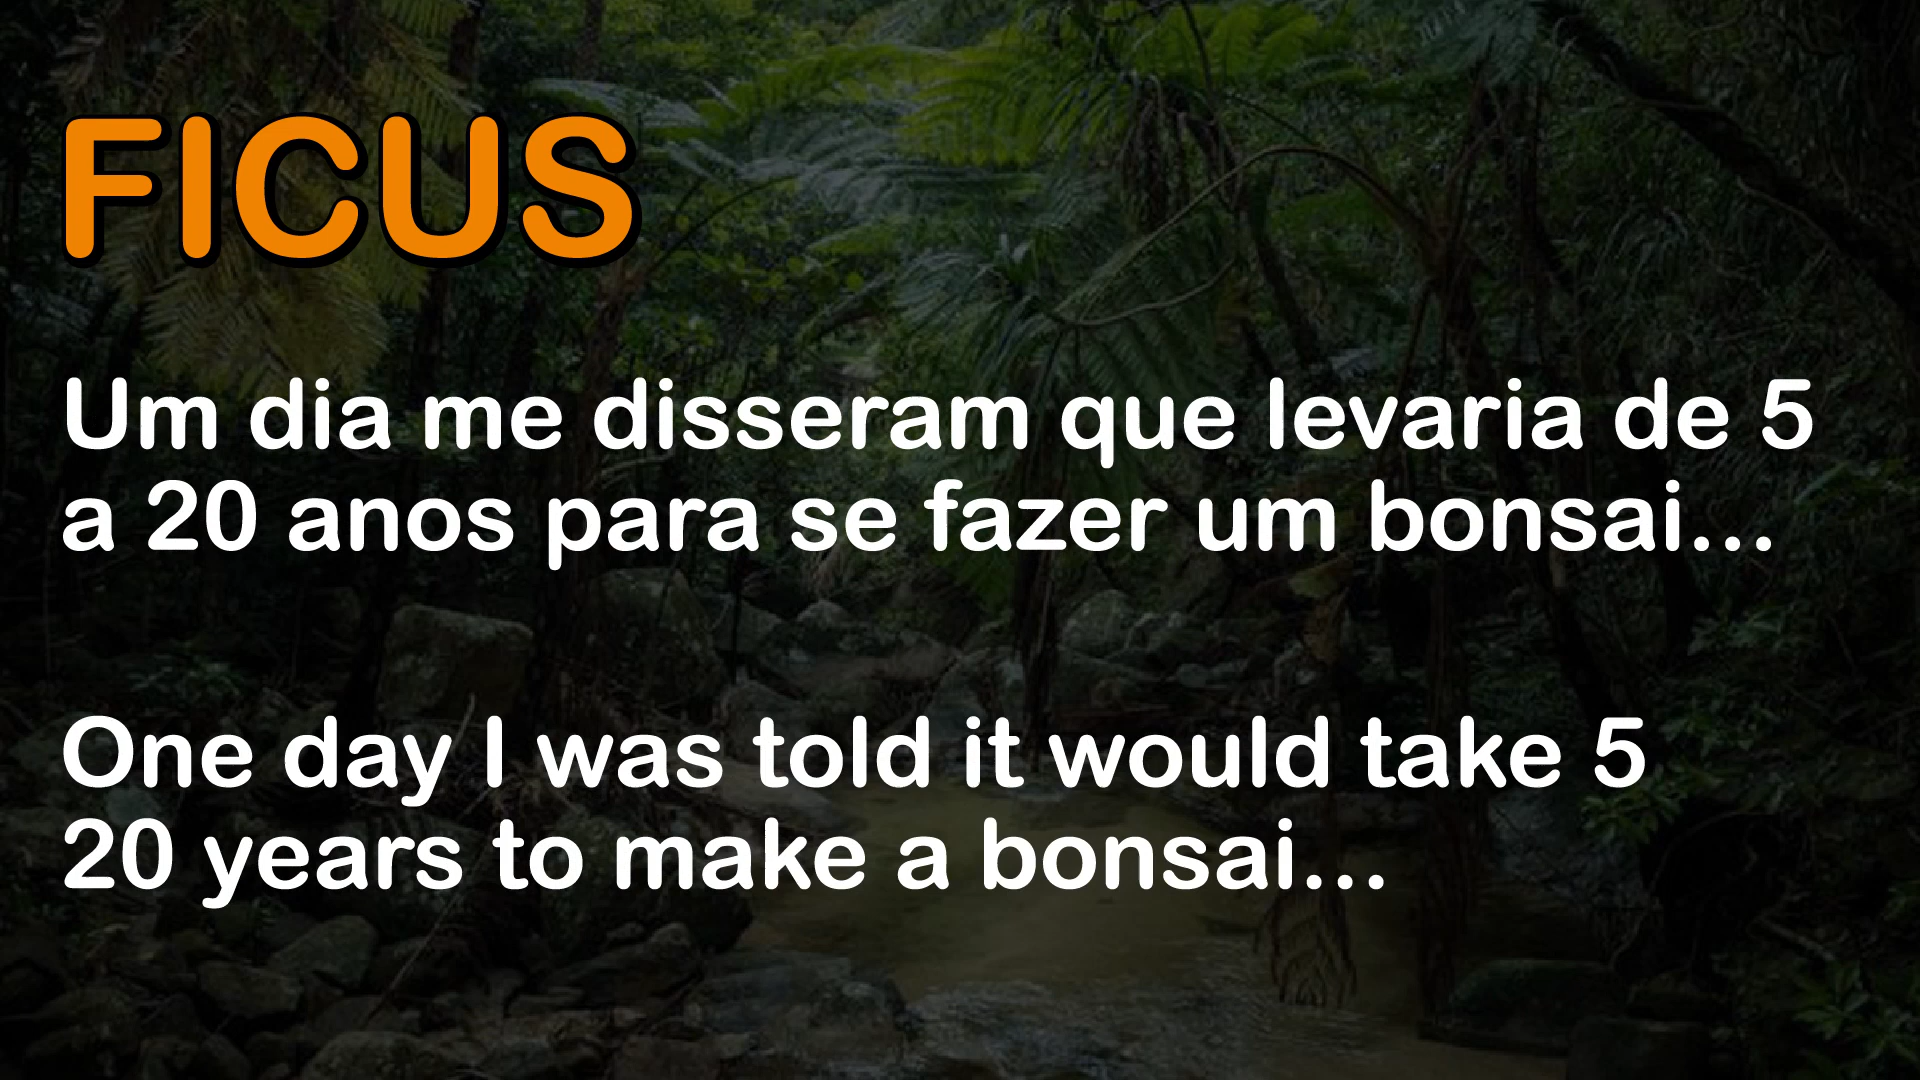 FICUS
Um dia me disseram que levaria de 5
a 20 anos para se fazer um bonsai...
One day I was told it would take 5
20 years to make a bonsai...